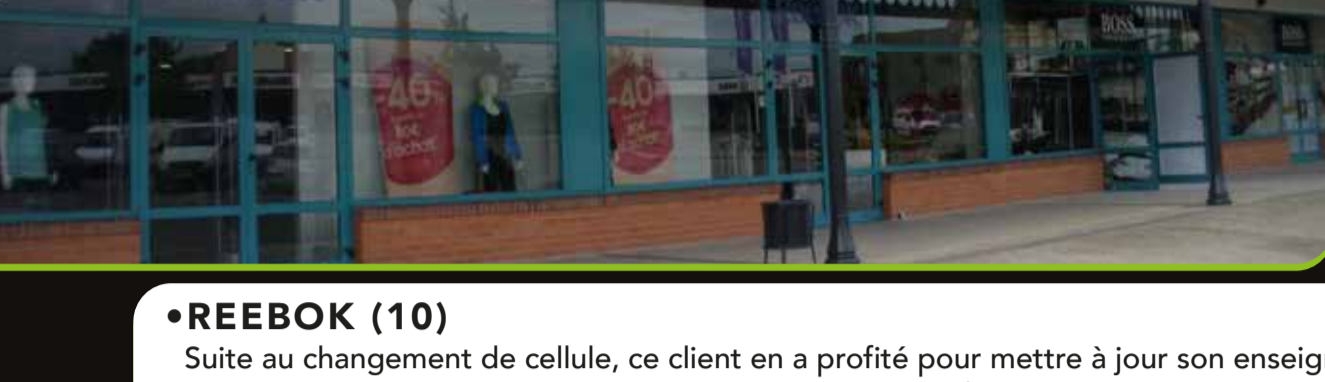 BOSS
-40%
-40
•REEBOK (10)
Suite au changement de cellule, ce client en a profité pour mettre à jour son enseig